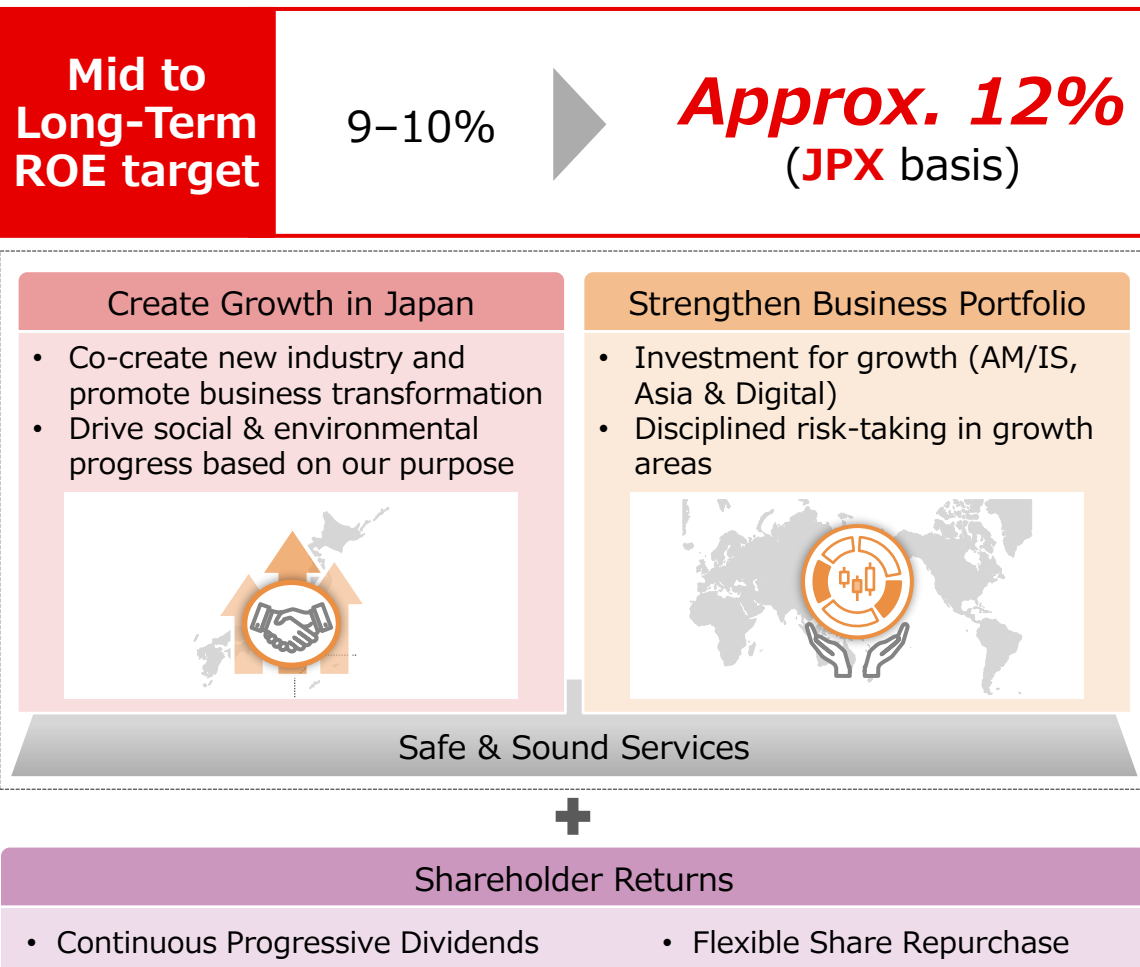 Mid to
Long-Term
ROE target
9–10%
Approx. 12%
(JPX basis)
Create Growth in Japan
• Co-create new industry and
promote business transformation
• Drive social & environmental
progress based on our purpose
Strengthen Business Portfolio
• Investment for growth (AM/IS,
Asia & Digital)
• Disciplined risk-taking in growth
areas
Safe & Sound Services
Shareholder Returns
• Continuous Progressive Dividends
• Flexible Share Repurchase